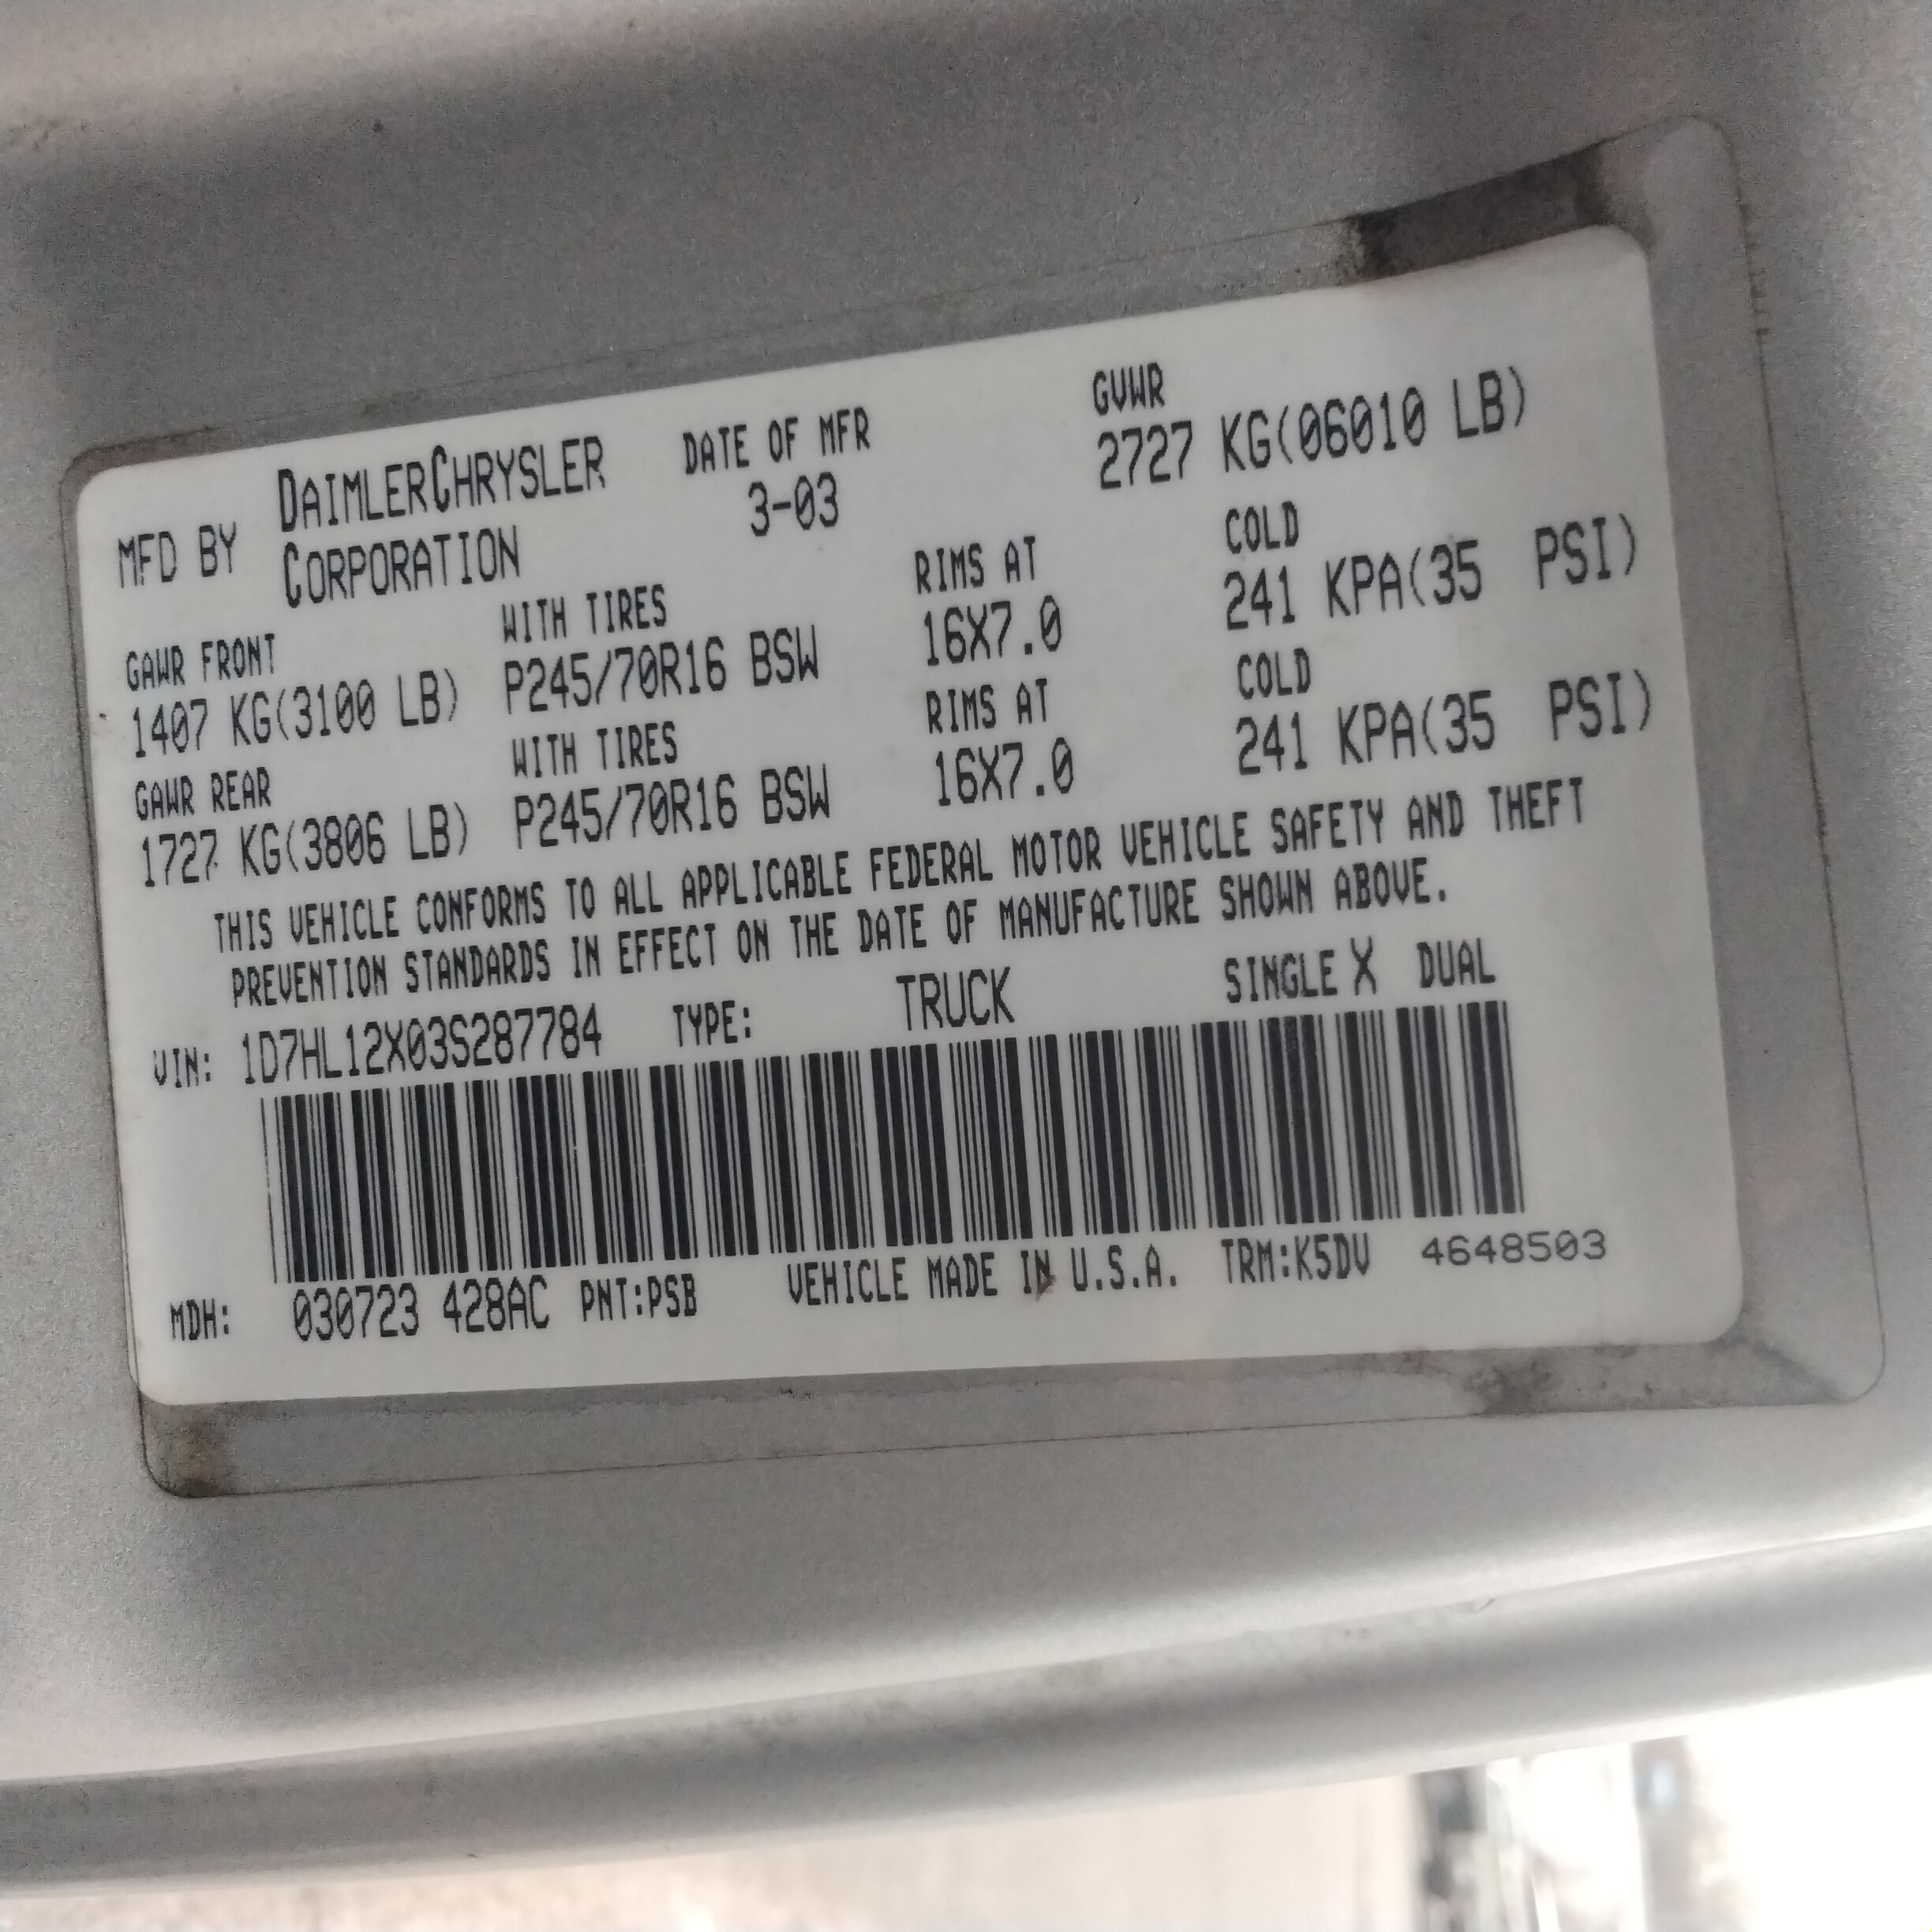 MFD BY DAIMLERCHRYSLER CORPORATION DATE OF MFR 3-03 GVWR 2727 KG(06010 LB)
GAWR FRONT WITH TIRES RIMS AT COLD
1407 KG(3100 LB) P245/70R16 BSW 16X7.0 241 KPA(35 PSI)
GAWR REAR WITH TIRES RIMS AT COLD
1727 KG(3806 LB) P245/70R16 BSW 16X7.0 241 KPA(35 PSI)
THIS VEHICLE CONFORMS TO ALL APPLICABLE FEDERAL MOTOR VEHICLE SAFETY AND THEFT
PREVENTION STANDARDS IN EFFECT ON THE DATE OF MANUFACTURE SHOWN ABOVE.
VIN: 1D7HL12X03S287784 TYPE: TRUCK SINGLE X DUAL
MDH: 030723 428AC PNT:PSB VEHICLE MADE IN U.S.A. TRM:K5DV 4648503